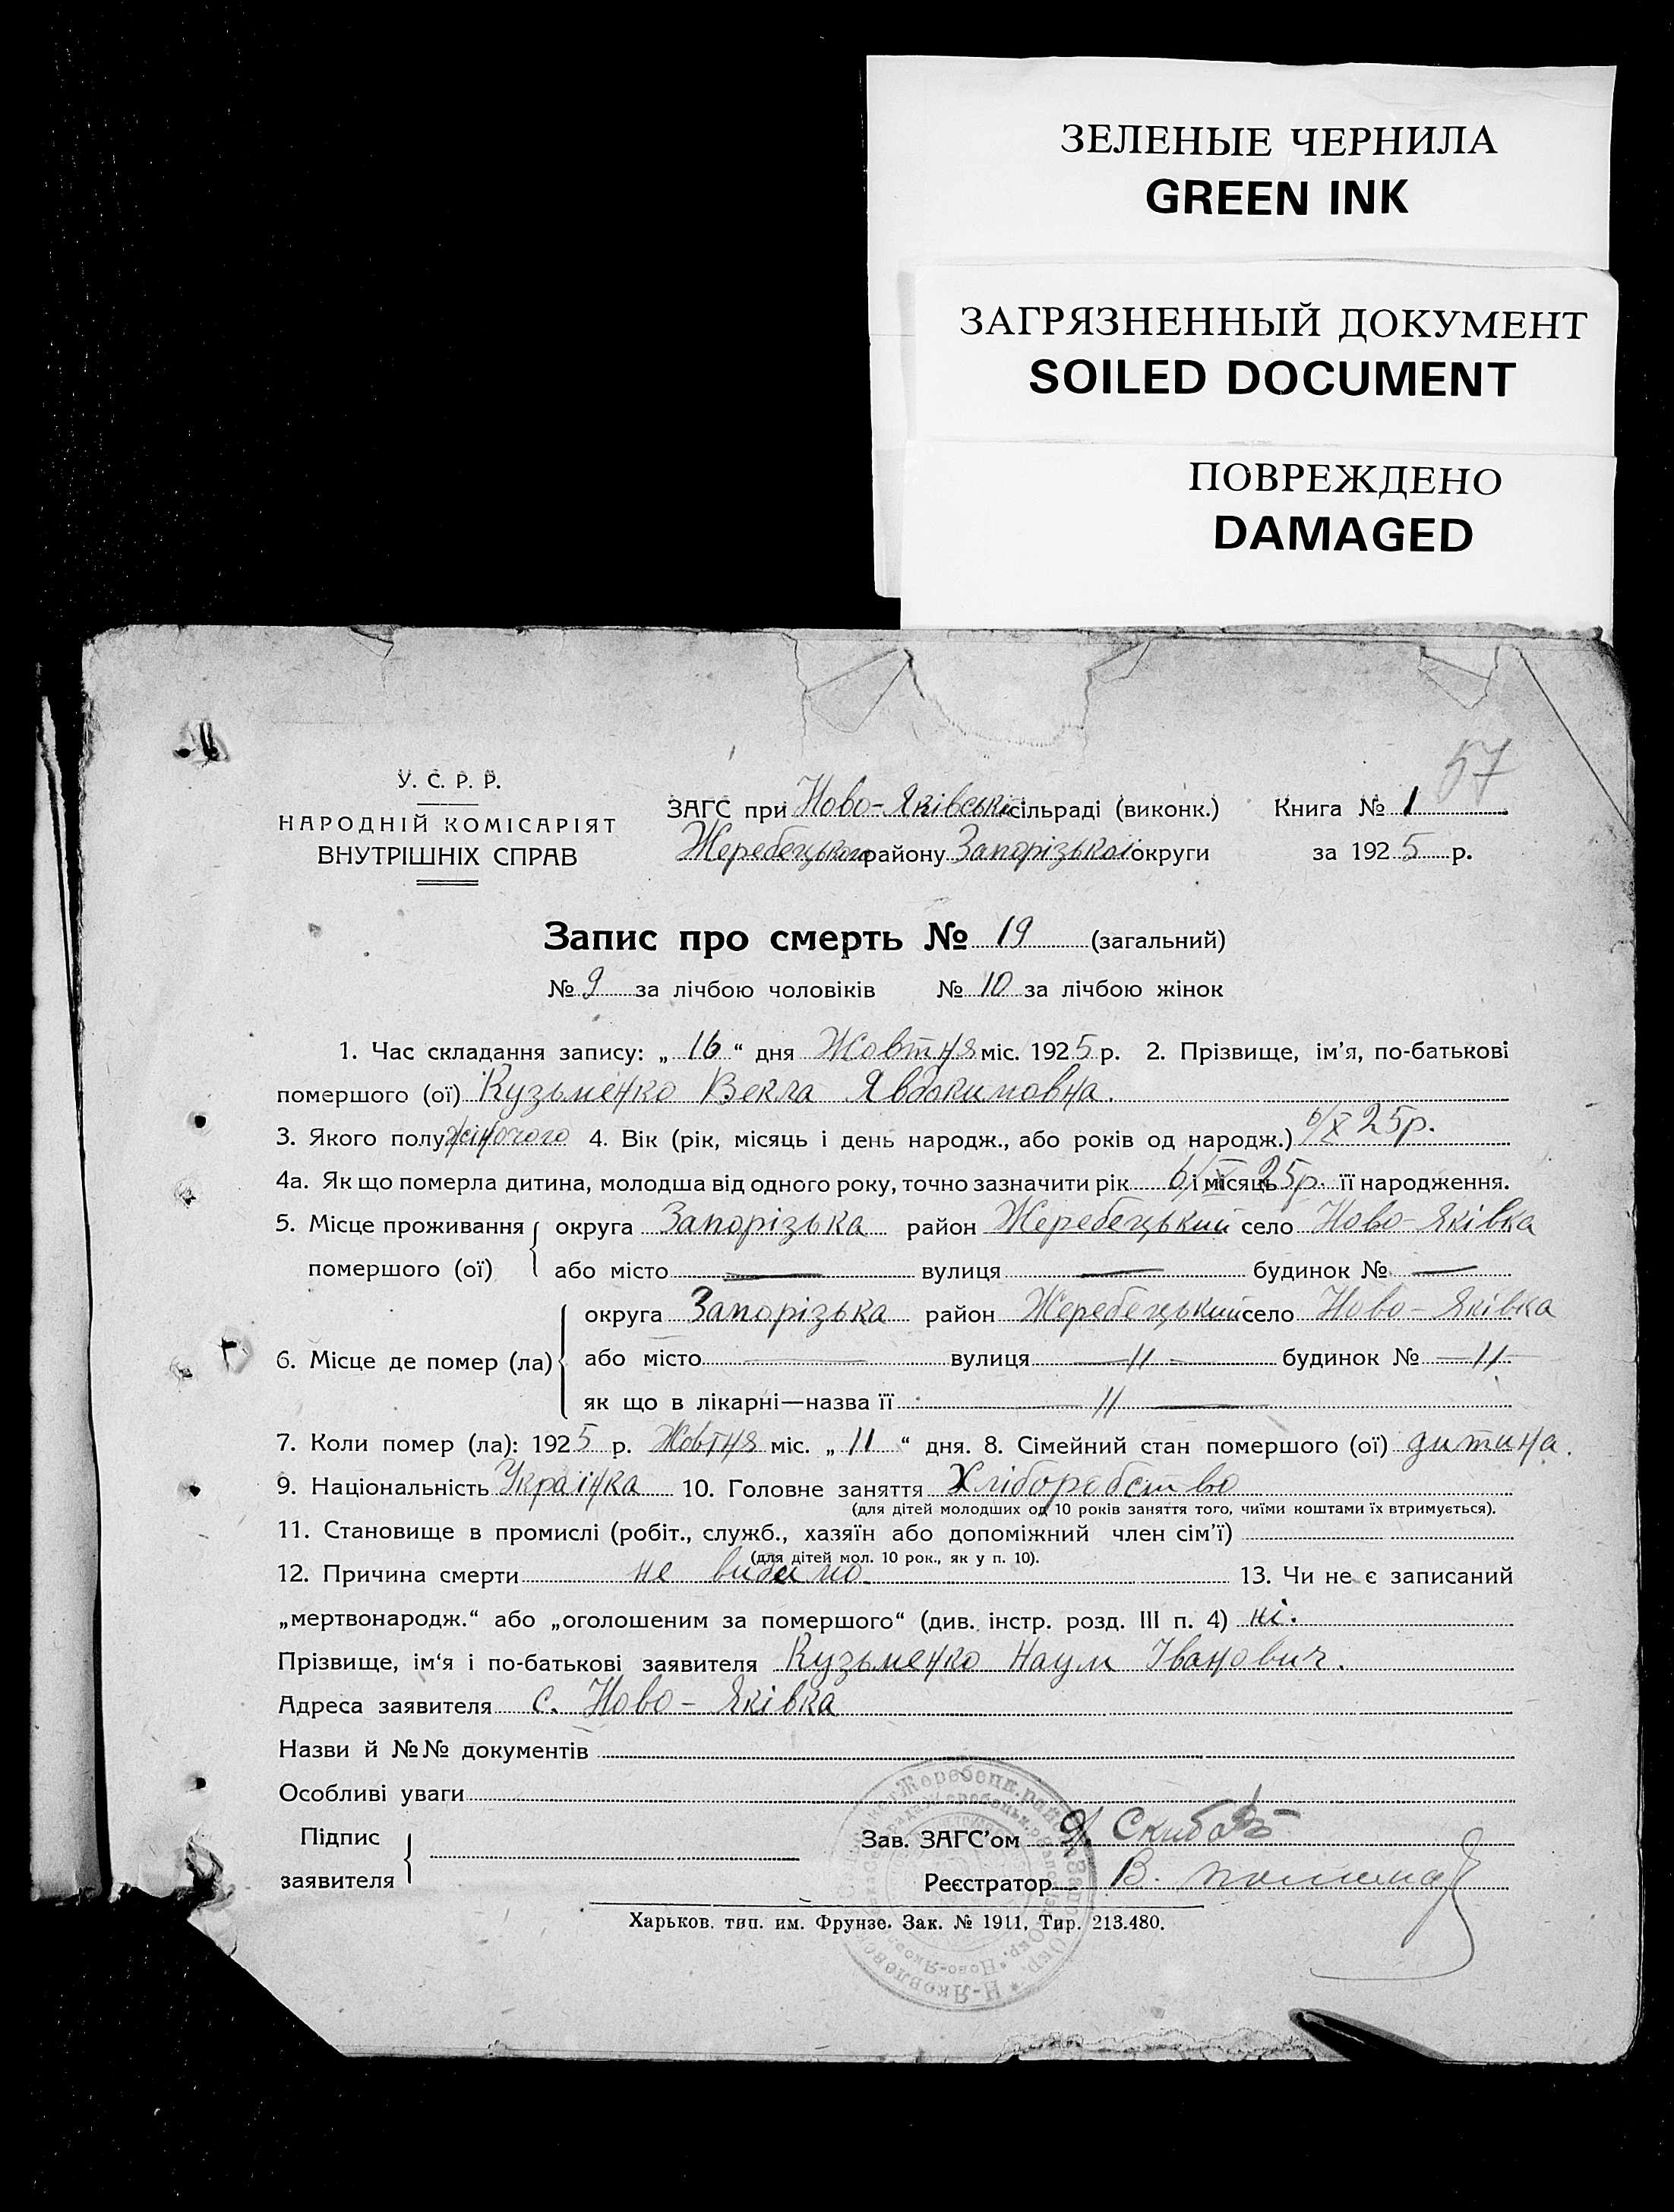 ЗЕЛЕНЫЕ ЧЕРНИЛА
GREEN INK
ЗАГРЯЗНЕННЫЙ ДОКУМЕНТ
SOILED DOCUMENT
ПОВРЕЖДЕНО
DAMAGED
57
У. С. Р. Р.
НАРОДНІЙ КОМІСАРІЯТ
ВНУТРІШНІХ СПРАВ
ЗАГС при Ново-Яківські сільраді (виконк.) Книга № 1
Жеребецького району Запорізької округи за 1925 р.
Запис про смерть № 19 (загальний)
№ 9 за лічбою чоловіків № 10 за лічбою жінок
1. Час складання запису: „ 16 “ дня Жовтня міс. 1925 р. 2. Прізвище, ім’я, по-батькові
помершого (ої) Кузьменко Векла Явдокимовна.
3. Якого полу жіночого 4. Вік (рік, місяць і день народж., або років од народж.) 6/X 25р.
4а. Як що померла дитина, молодша від одного року, точно зазначити рік 6/X 25р. і місяць її народження.
5. Місце проживання помершого (ої) округа Запорізька район Жеребецький село Ново-Яківка
або місто — вулиця — будинок № —
6. Місце де помер (ла) округа Запорізька район Жеребецький село Ново-Яківка
або місто — вулиця —11— будинок № —11—
як що в лікарні—назва її —11—
7. Коли помер (ла): 1925 р. Жовтня міс. „ 11 “ дня. 8. Сімейний стан помершого (ої) дитина.
9. Національність Українка 10. Головне заняття Хліборобство
(для дітей молодших од 10 років заняття того, чиїми коштами їх втримується).
11. Становище в промислі (робіт., служб., хазяїн або допоміжний член сім’ї)
(для дітей мол. 10 рок., як у п. 10).
12. Причина смерти не видимо 13. Чи не є записаний
„мертвонародж.“ або „оголошеним за помершого“ (див. інстр. розд. III п. 4) ні.
Прізвище, ім‘я і по-батькові заявителя Кузьменко Наум Іванович.
Адреса заявителя с. Ново-Яківка
Назви й №№ документів
Особливі уваги
Підпис заявителя
Зав. ЗАГС’ом Скиба
Реєстратор В.
Харьков. тип. им. Фрунзе. Зак. № 1911, Тир. 213.480.